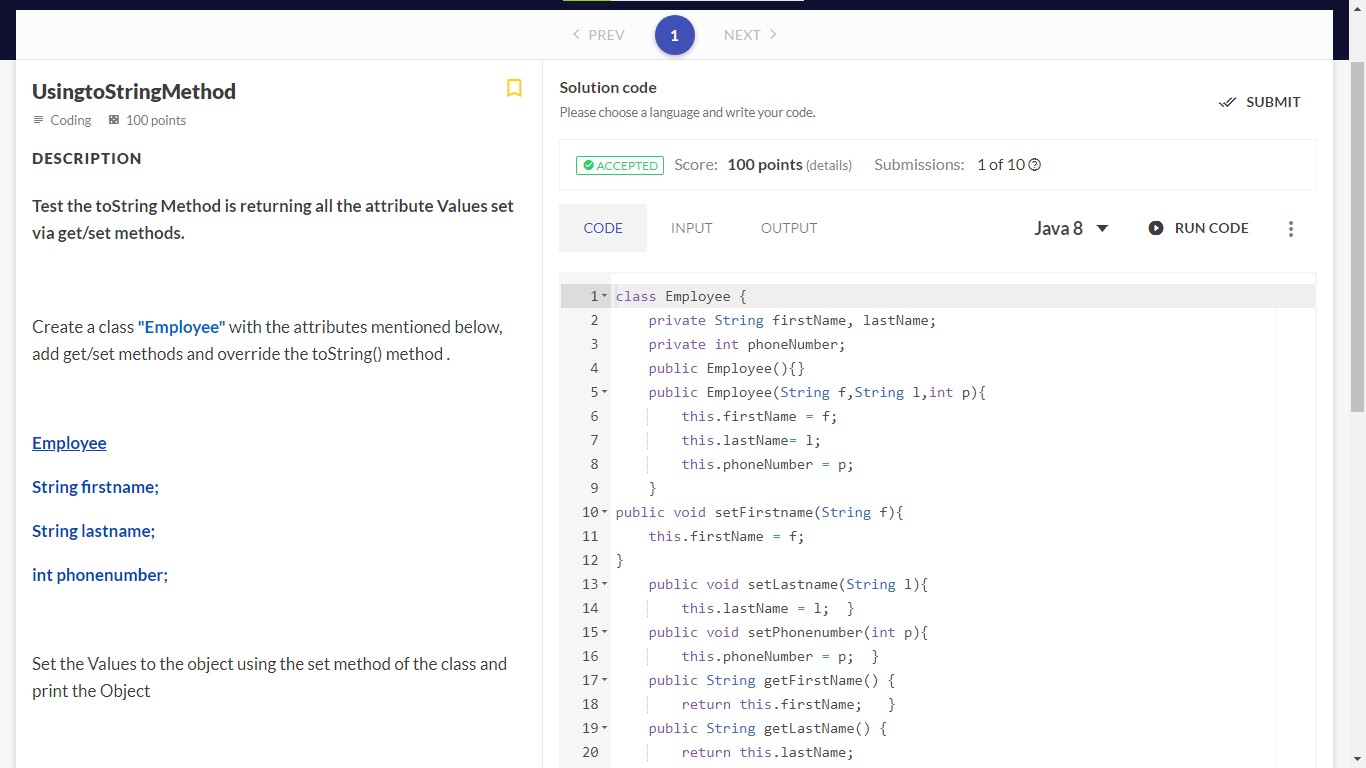 PREV 1 NEXT
UsingtoStringMethod
Coding 100 points
DESCRIPTION
Test the toString Method is returning all the attribute Values set
via get/set methods.
Create a class "Employee" with the attributes mentioned below,
add get/set methods and override the toString() method .
Employee
String firstname;
String lastname;
int phonenumber;
Set the Values to the object using the set method of the class and
print the Object
Solution code
Please choose a language and write your code.
SUBMIT
ACCEPTED Score: 100 points (details) Submissions: 1 of 10
CODE INPUT OUTPUT Java 8 RUN CODE
1 class Employee {
2 private String firstName, lastName;
3 private int phoneNumber;
4 public Employee(){}
5 public Employee(String f,String l,int p){
6 this.firstName = f;
7 this.lastName= l;
8 this.phoneNumber = p;
9 }
10 public void setFirstname(String f){
11 this.firstName = f;
12 }
13 public void setLastname(String l){
14 this.lastName = l; }
15 public void setPhonenumber(int p){
16 this.phoneNumber = p; }
17 public String getFirstName() {
18 return this.firstName; }
19 public String getLastName() {
20 return this.lastName;